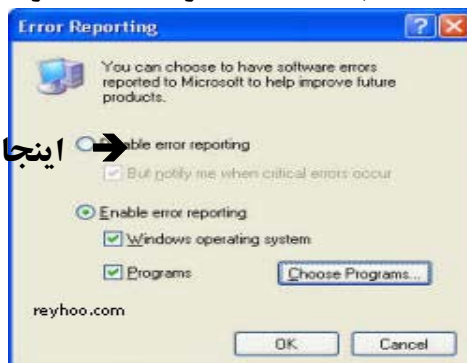 Error Reporting
You can choose to have software errors
reported to Microsoft to help improve future
products.
اینجا
able error reporting
But notify me when critical errors occur
Enable error reporting
Windows operating system
Programs
Choose Programs...
reyhoo.com
OK
Cancel